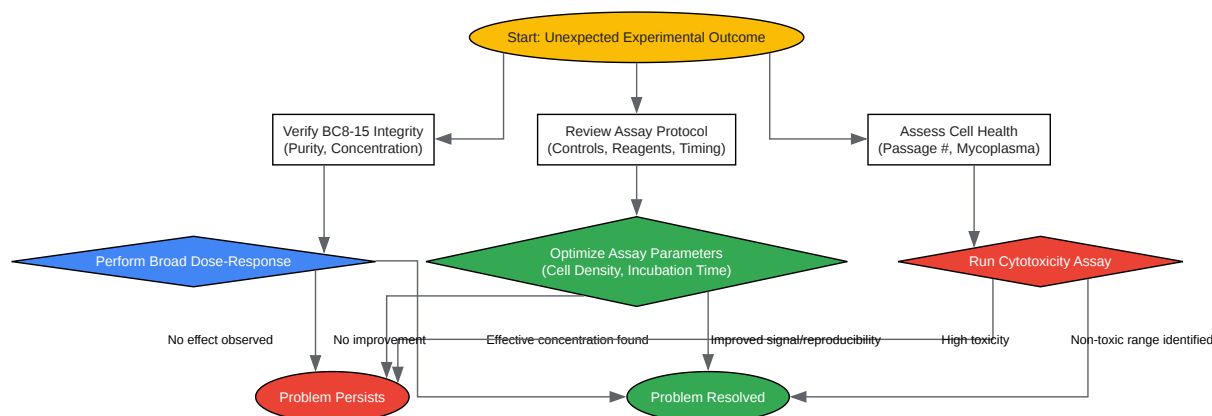 Start: Unexpected Experimental Outcome
Verify BC8-15 Integrity
(Purity, Concentration)
Review Assay Protocol
(Controls, Reagents, Timing)
Assess Cell Health
(Passage #, Mycoplasma)
Perform Broad Dose-Response
Optimize Assay Parameters
(Cell Density, Incubation Time)
Run Cytotoxicity Assay
No effect observed
No improvement
Effective concentration found
Improved signal/reproducibility
High toxicity
Non-toxic range identified
Problem Persists
Problem Resolved